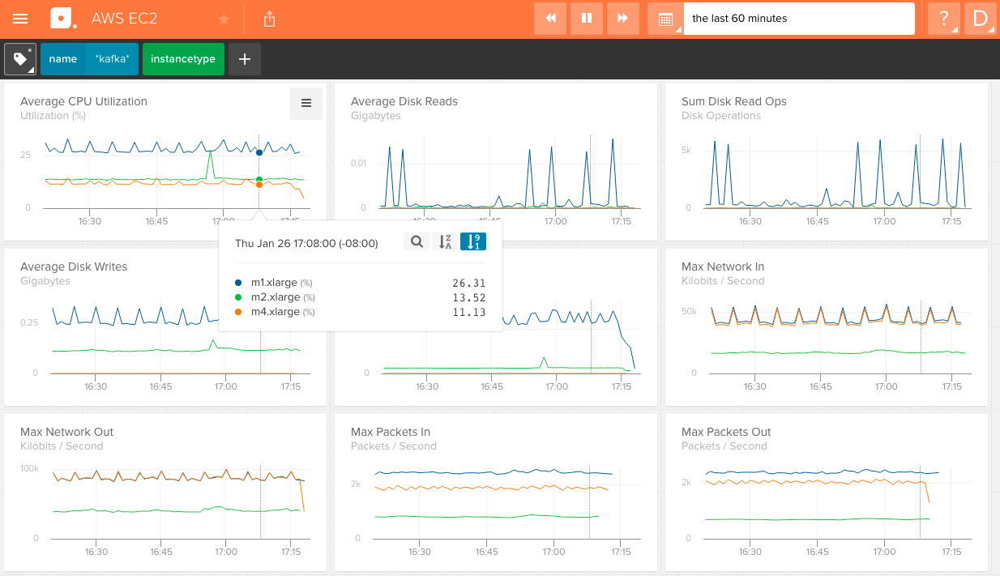 AWS EC2
the last 60 minutes
?
D
name *kafka* instancetype +
Average CPU Utilization
Utilization (%)
25
0
16:30 16:45 17:00 17:15
Average Disk Reads
Gigabytes
0.01
0
16:30 16:45 17:00 17:15
Sum Disk Read Ops
Disk Operations
5k
0
16:30 16:45 17:00 17:15
Thu Jan 26 17:08:00 (-08:00)
Z
A
9
1
m1.xlarge (%) 26.31
m2.xlarge (%) 13.52
m4.xlarge (%) 11.13
Average Disk Writes
Gigabytes
0.25
0
16:30 16:45 17:00 17:15
0
16:30 16:45 17:00 17:15
Max Network In
Kilobits / Second
50k
0
16:30 16:45 17:00 17:15
Max Network Out
Kilobits / Second
100k
0
16:30 16:45 17:00 17:15
Max Packets In
Packets / Second
2k
0
16:30 16:45 17:00 17:15
Max Packets Out
Packets / Second
2k
0
16:30 16:45 17:00 17:15